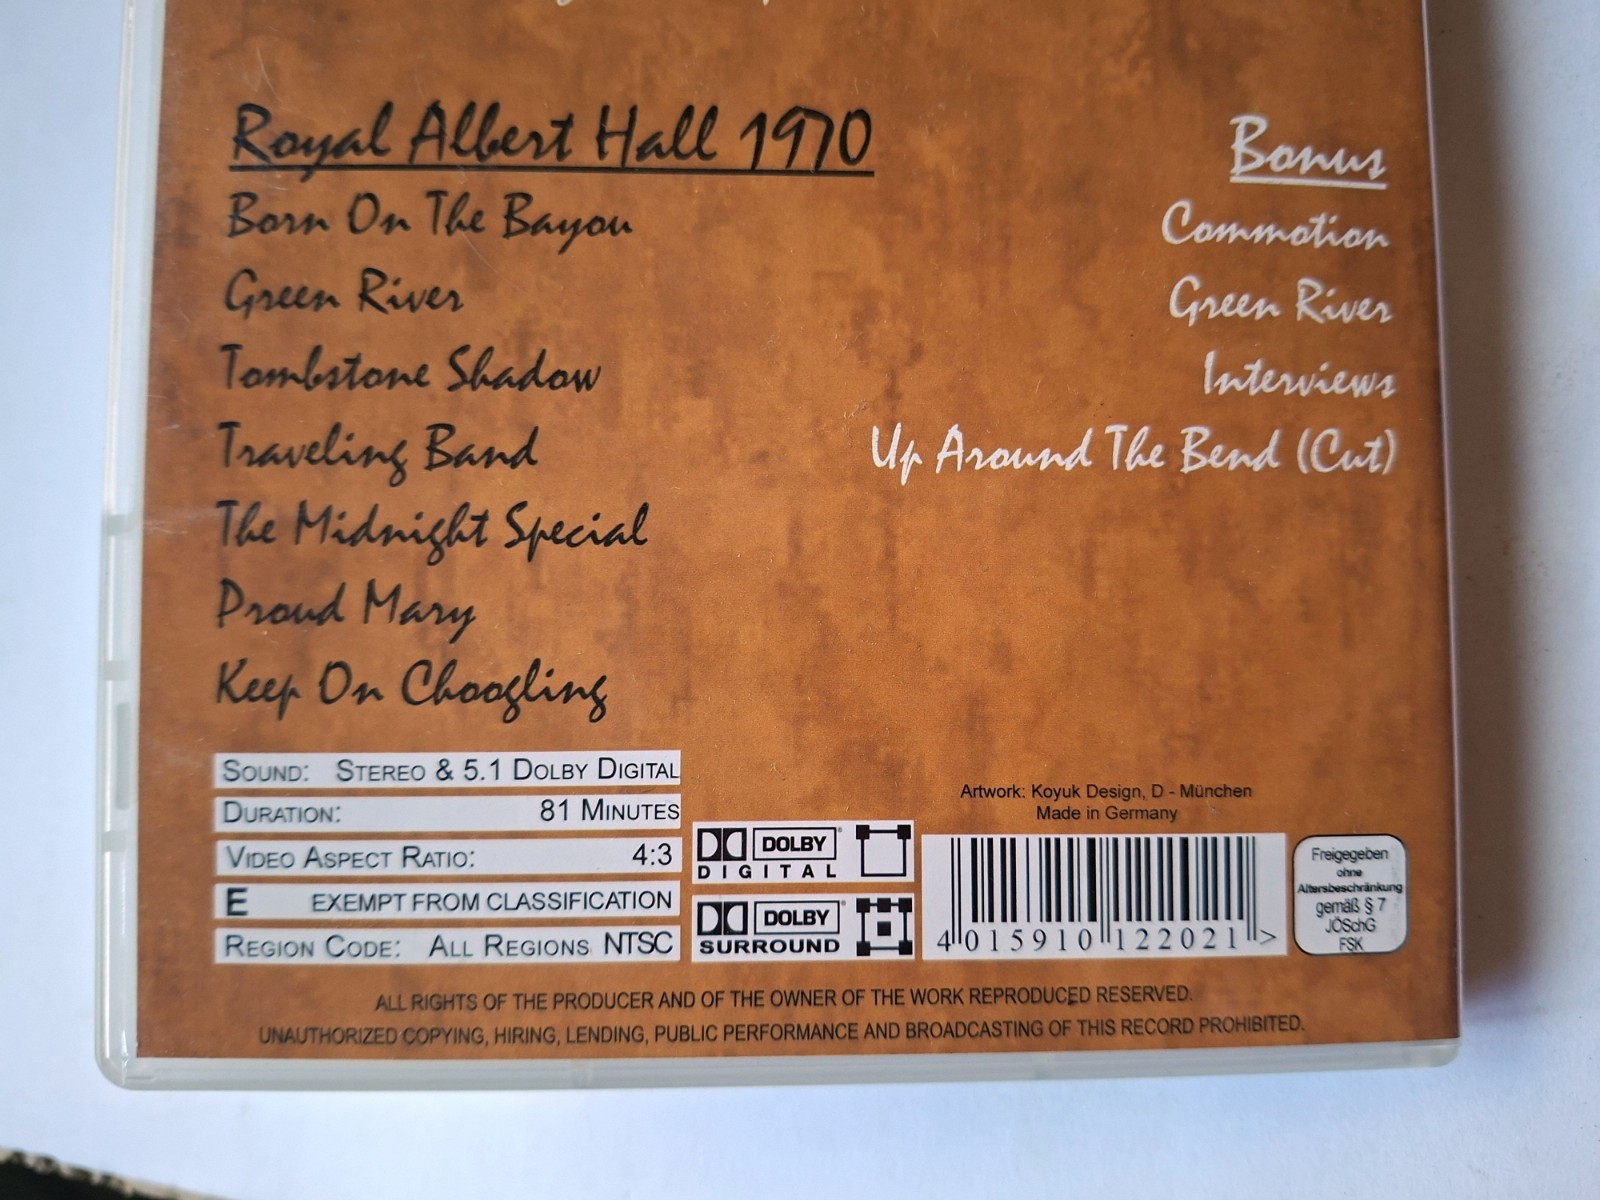 Royal Albert Hall 1970
Born On The Bayou
Green River
Tombstone Shadow
Traveling Band
The Midnight Special
Proud Mary
Keep On Choogling
Bonus
Commotion
Green River
Interviews
Up Around The Bend (Cut)
SOUND: STEREO & 5.1 DOLBY DIGITAL
DURATION: 81 MINUTES
VIDEO ASPECT RATIO: 4:3
E EXEMPT FROM CLASSIFICATION
REGION CODE: ALL REGIONS NTSC
DOLBY
DIGITAL
DOLBY
SURROUND
Artwork: Koyuk Design, D - München
Made in Germany
4 015910 122021 >
Freigegeben
ohne
Altersbeschränkung
gemäß § 7
JÖSchG
FSK
ALL RIGHTS OF THE PRODUCER AND OF THE OWNER OF THE WORK REPRODUCED RESERVED.
UNAUTHORIZED COPYING, HIRING, LENDING, PUBLIC PERFORMANCE AND BROADCASTING OF THIS RECORD PROHIBITED.